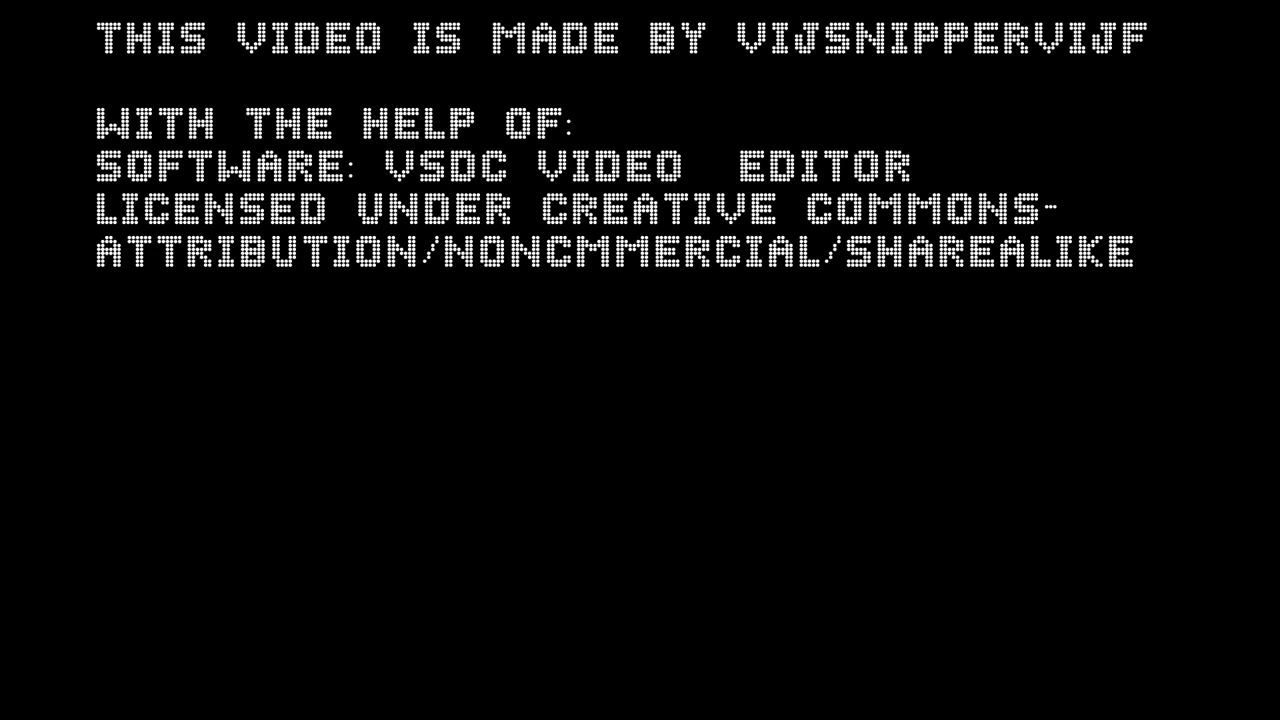 THIS VIDEO IS MADE BY VIJSNIPPERVIJF
WITH THE HELP OF:
SOFTWARE: VSDC VIDEO  EDITOR
LICENSED UNDER CREATIVE COMMONS-
ATTRIBUTION/NONCMMERCIAL/SHAREALIKE